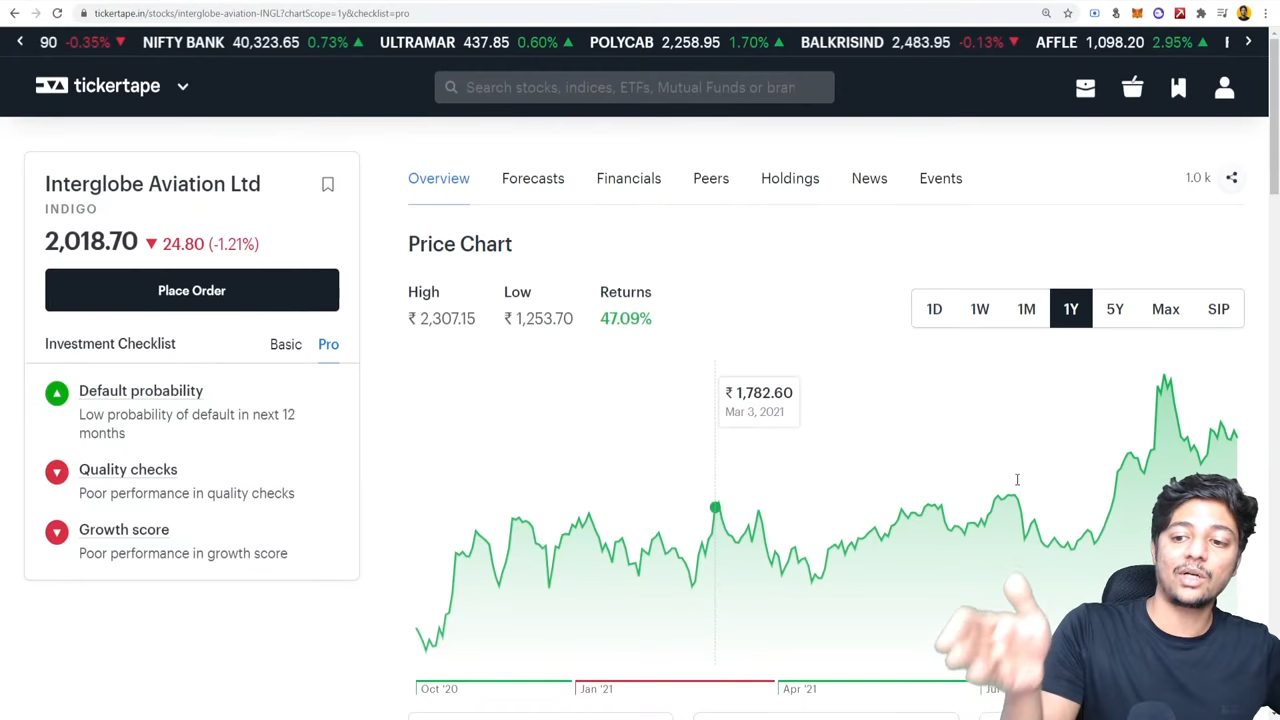 tickertape.in/stocks/interglobe-aviation-INGL?chartScope=1y&checklist=pro
90 -0.35% ▼ NIFTY BANK 40,323.65 0.73% ▲ ULTRAMAR 437.85 0.60% ▲ POLYCAB 2,258.95 1.70% ▲ BALKRISIND 2,483.95 -0.13% ▼ AFFLE 1,098.20 2.95% ▲
tickertape
Search stocks, indices, ETFs, Mutual Funds or bran
Interglobe Aviation Ltd
INDIGO
2,018.70 ▼ 24.80 (-1.21%)
Place Order
Investment Checklist Basic Pro
Default probability
Low probability of default in next 12
months
Quality checks
Poor performance in quality checks
Growth score
Poor performance in growth score
Overview Forecasts Financials Peers Holdings News Events 1.0 k
Price Chart
High Low Returns
₹ 2,307.15 ₹ 1,253.70 47.09%
1D 1W 1M 1Y 5Y Max SIP
₹ 1,782.60
Mar 3, 2021
Oct '20 Jan '21 Apr '21